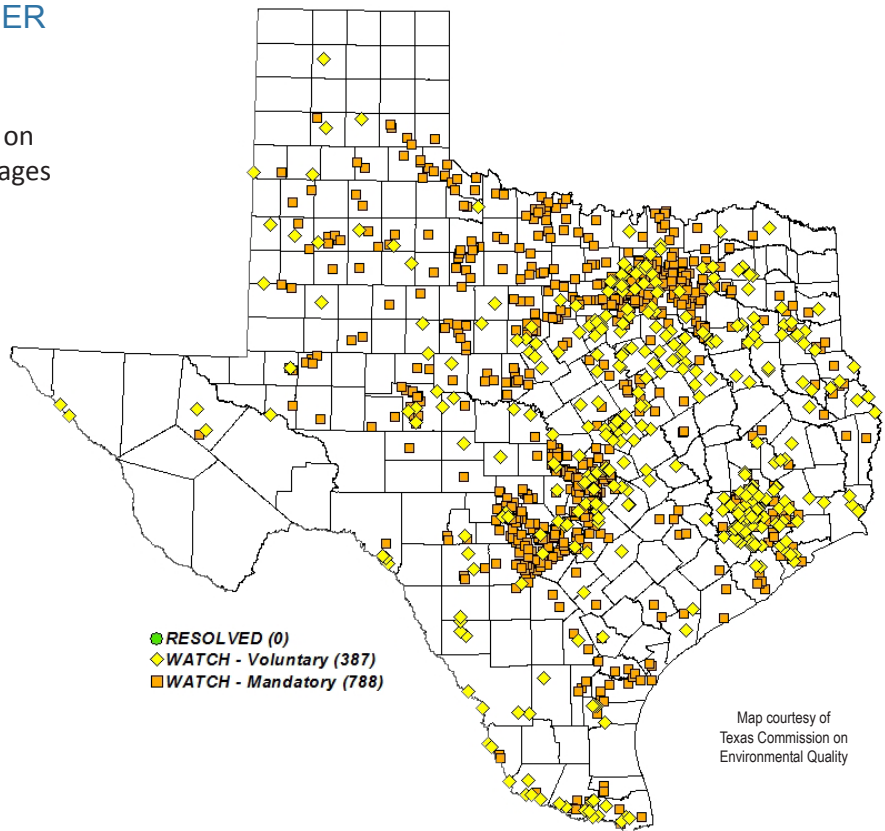 ER
on
ages
RESOLVED (0)
WATCH - Voluntary (387)
WATCH - Mandatory (788)
Map courtesy of
Texas Commission on
Environmental Quality